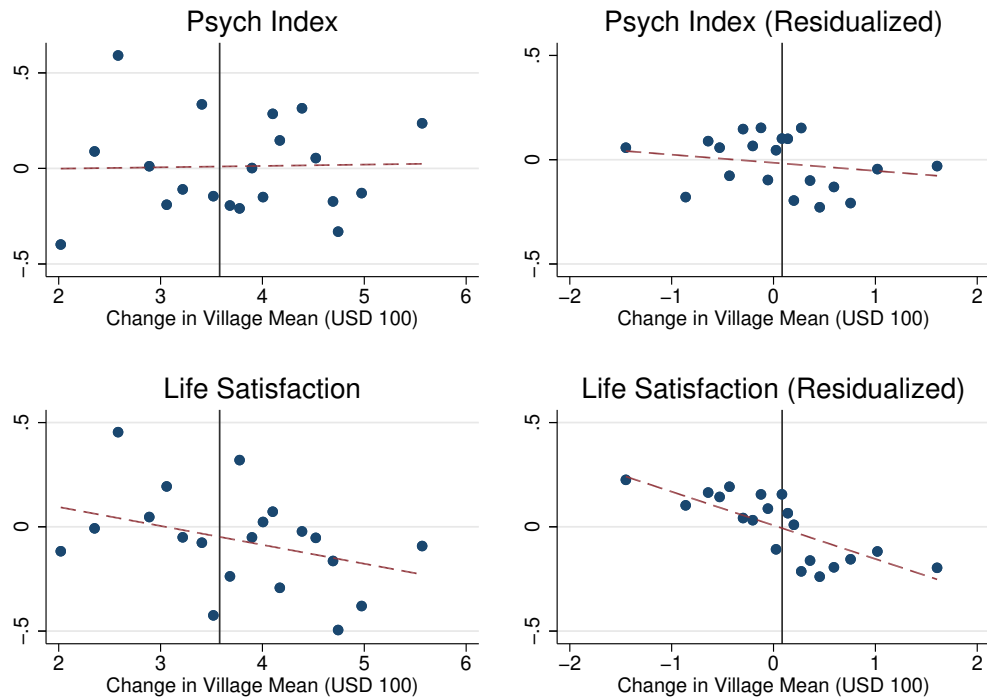 Psych Index
.5
0
−.5
2 3 4 5 6
Change in Village Mean (USD 100)
Psych Index (Residualized)
.5
0
−.5
−2 −1 0 1 2
Change in Village Mean (USD 100)
Life Satisfaction
.5
0
−.5
2 3 4 5 6
Change in Village Mean (USD 100)
Life Satisfaction (Residualized)
.5
0
−.5
−2 −1 0 1 2
Change in Village Mean (USD 100)